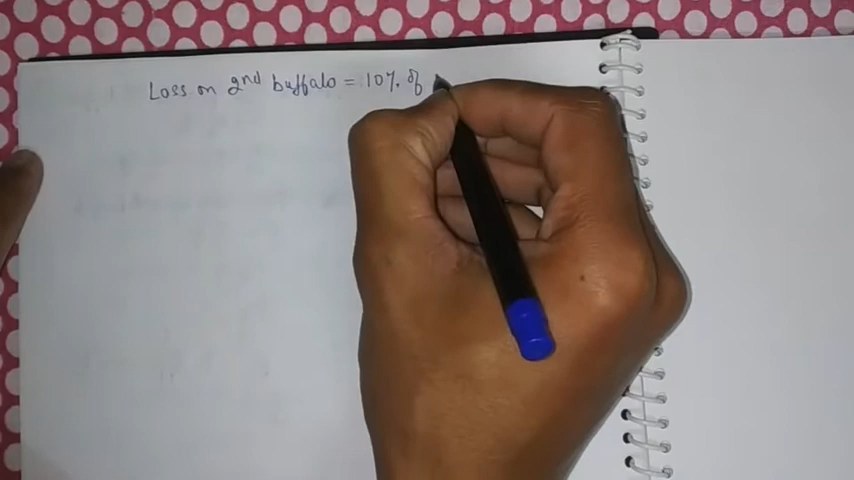 Loss on 2nd buffalo = 10% of